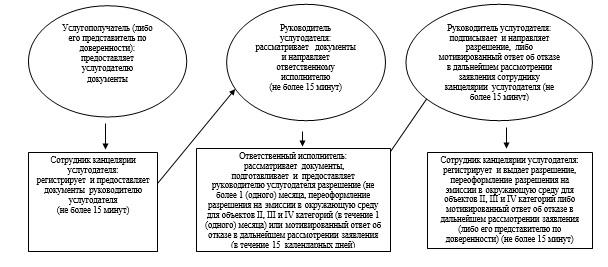 Услугополучатель (либо
его представитель по
доверенности):
предоставляет
услугодателю
документы
Сотрудник канцелярии
услугодателя:
регистрирует и предоставляет
документы руководителю
услугодателя
(не более 15 минут)
Руководитель
услугодателя:
рассматривает документы
и направляет
ответственному
исполнителю
(не более 15 минут)
Ответственный исполнитель:
рассматривает документы,
подготавливает и предоставляет
руководителю услугодателя разрешение (не
более 1 (одного) месяца, переоформление
разрешения на эмиссии в окружающую среду
для объектов II, III и IV категорий (в течение 1
(одного) месяца) или мотивированный ответ об
отказе в дальнейшем рассмотрении заявления
(в течение 15 календарных дней)
Руководитель услугодателя:
подписывает и направляет
разрешение, либо
мотивированный ответ об отказе
в дальнейшем рассмотрении
заявления сотруднику
канцелярии услугодателя (не
более 15 минут)
Сотрудник канцелярии услугодателя:
регистрирует и выдает разрешение,
переоформление разрешения на
эмиссии в окружающую среду для
объектов II, III и IV категорий либо
мотивированный ответ об отказе в
дальнейшем рассмотрении заявления
(либо его представителю по
доверенности) (не более 15 минут)